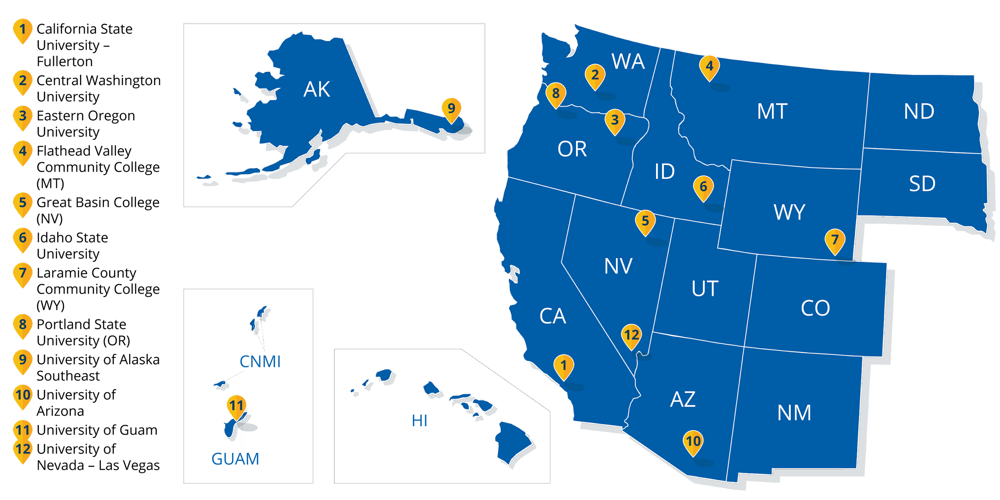 1 California State
University –
Fullerton
2 Central Washington
University
3 Eastern Oregon
University
4 Flathead Valley
Community College
(MT)
5 Great Basin College
(NV)
6 Idaho State
University
7 Laramie County
Community College
(WY)
8 Portland State
University (OR)
9 University of Alaska
Southeast
10 University of
Arizona
11 University of Guam
12 University of
Nevada – Las Vegas
AK
9
CNMI
11
GUAM
HI
WA
2
4
8
3
MT
ND
OR
ID
6
SD
WY
5
7
NV
UT
CO
CA
12
1
AZ
NM
10